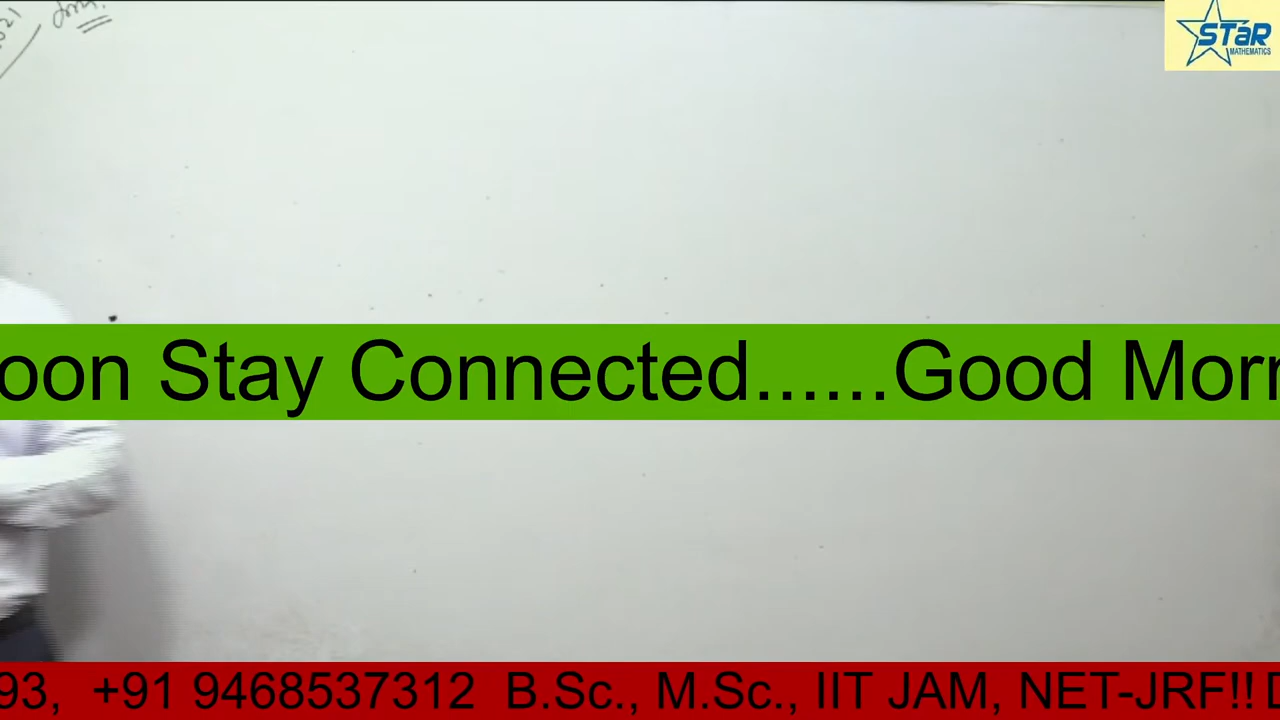 STaR
MATHEMATICS
oon Stay Connected......Good Morn
93, +91 9468537312 B.Sc., M.Sc., IIT JAM, NET-JRF!! D